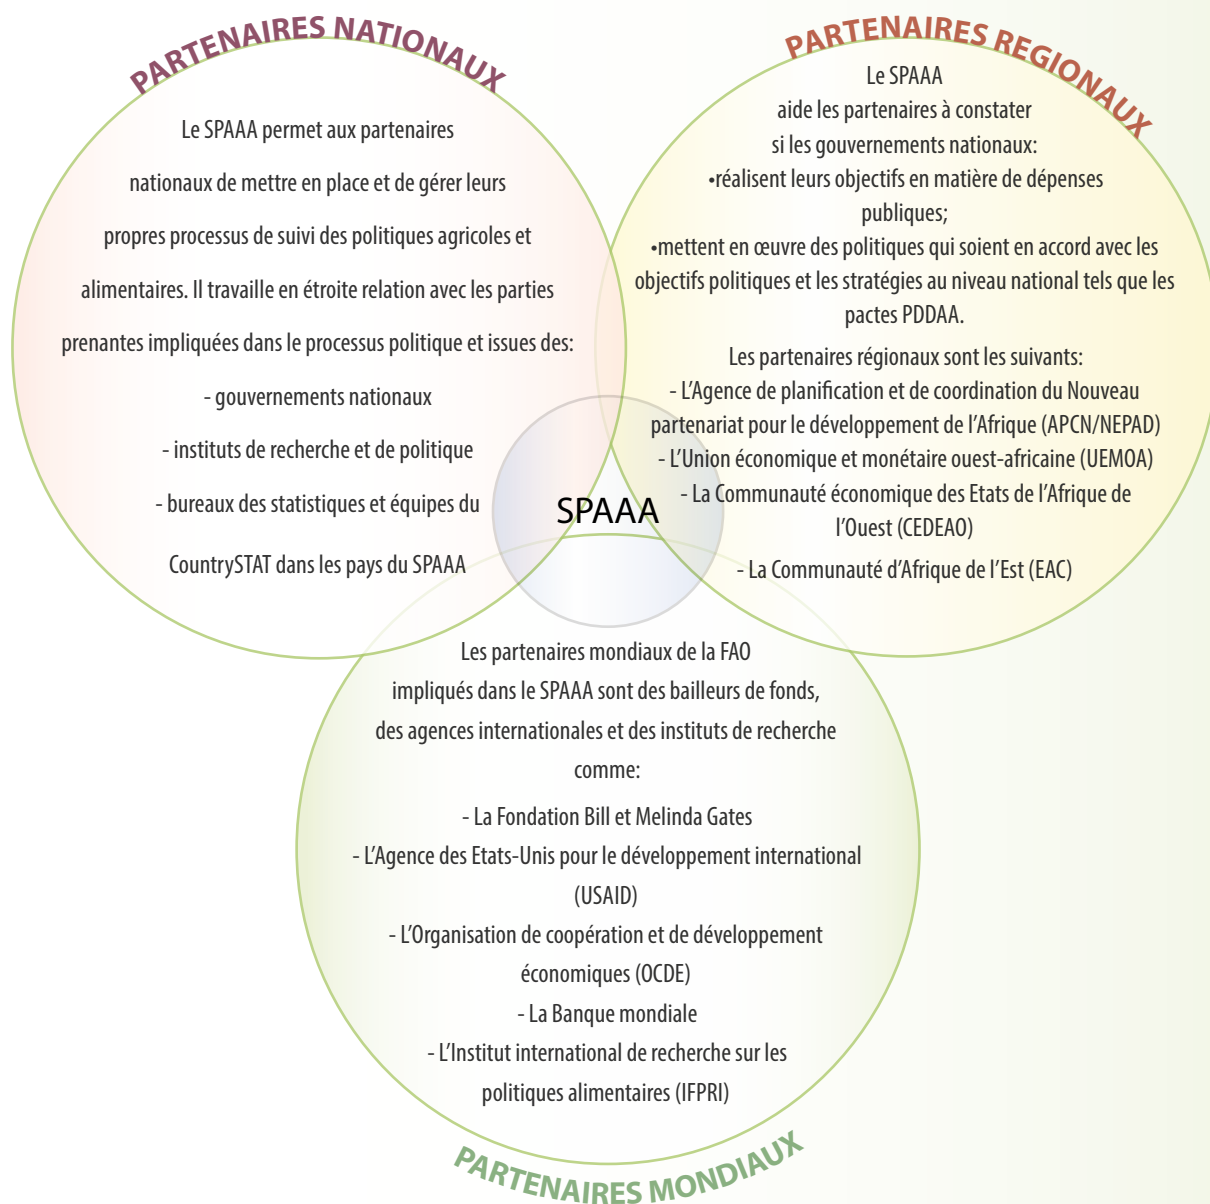 PARTENAIRES NATIONAUX
Le SPAAA permet aux partenaires
nationaux de mettre en place et de gérer leurs
propres processus de suivi des politiques agricoles et
alimentaires. Il travaille en étroite relation avec les parties
prenantes impliquées dans le processus politique et issues des:
- gouvernements nationaux
- instituts de recherche et de politique
- bureaux des statistiques et équipes du
CountrySTAT dans les pays du SPAAA
PARTENAIRES REGIONAUX
Le SPAAA
aide les partenaires à constater
si les gouvernements nationaux:
•réalisent leurs objectifs en matière de dépenses
publiques;
•mettent en œuvre des politiques qui soient en accord avec les
objectifs politiques et les stratégies au niveau national tels que les
pactes PDDAA.
Les partenaires régionaux sont les suivants:
- L'Agence de planification et de coordination du Nouveau
partenariat pour le développement de l'Afrique (APCN/NEPAD)
- L'Union économique et monétaire ouest-africaine (UEMOA)
- La Communauté économique des Etats de l'Afrique de
l'Ouest (CEDEAO)
- La Communauté d'Afrique de l'Est (EAC)
SPAAA
Les partenaires mondiaux de la FAO
impliqués dans le SPAAA sont des bailleurs de fonds,
des agences internationales et des instituts de recherche
comme:
- La Fondation Bill et Melinda Gates
- L'Agence des Etats-Unis pour le développement international
(USAID)
- L'Organisation de coopération et de développement
économiques (OCDE)
- La Banque mondiale
- L'Institut international de recherche sur les
politiques alimentaires (IFPRI)
PARTENAIRES MONDIAUX